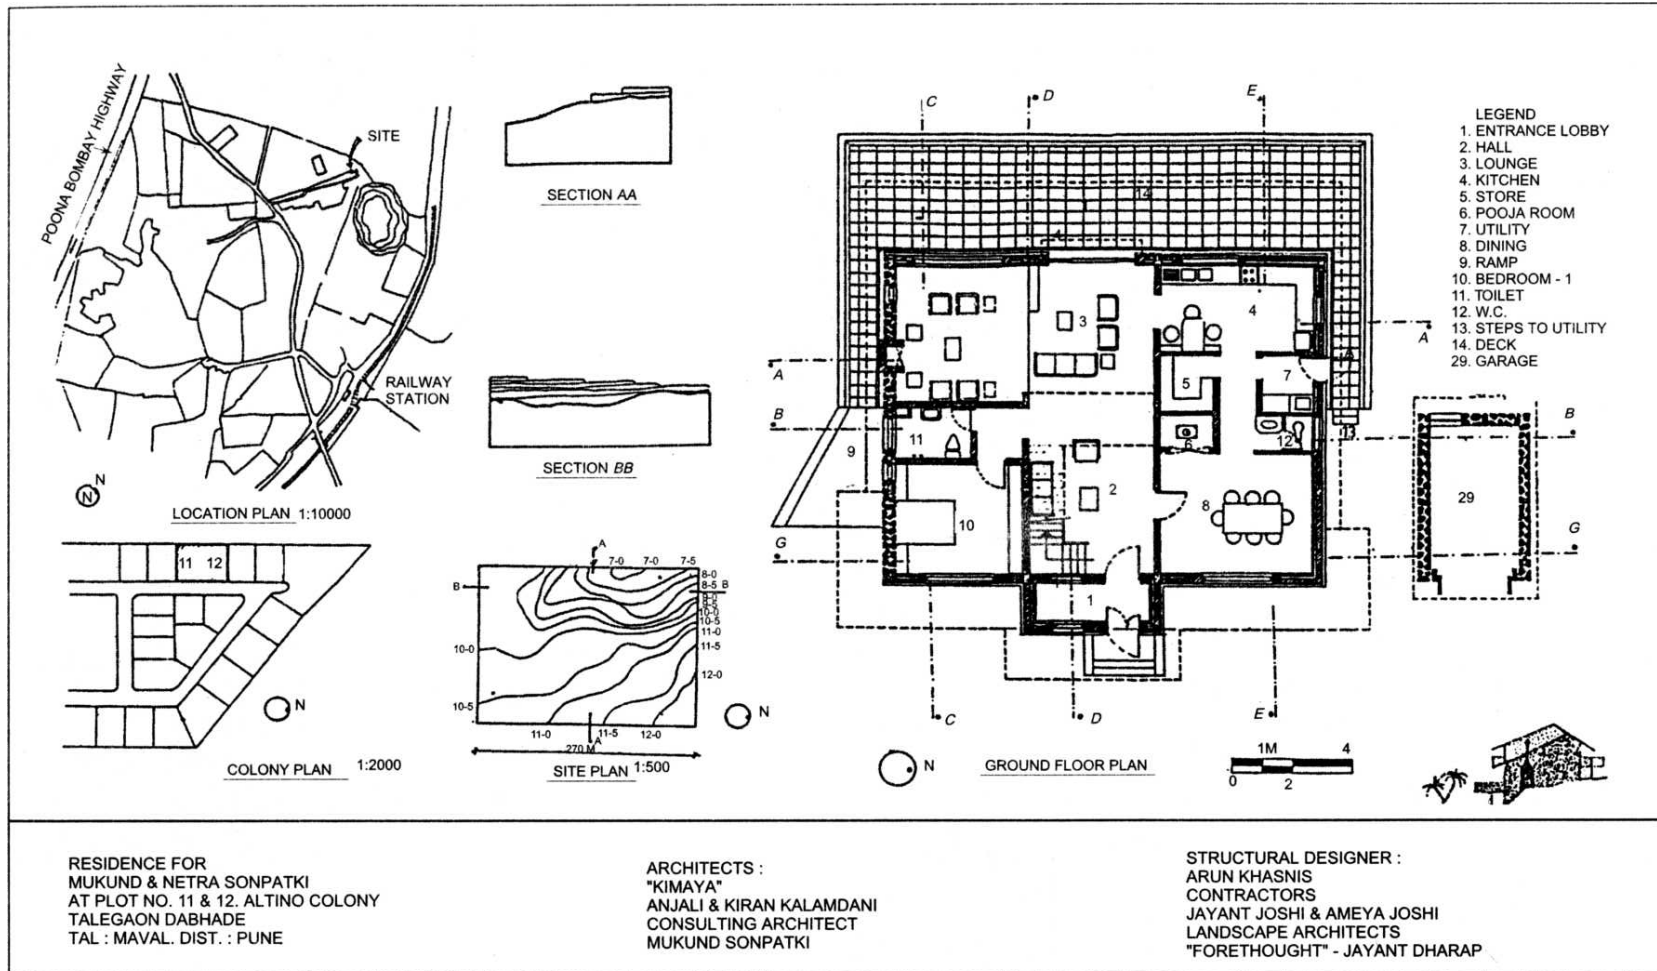 POONA BOMBAY HIGHWAY
SITE
RAILWAY
STATION
N
N
LOCATION PLAN 1:10000
SECTION AA
SECTION BB
11 12
N
COLONY PLAN 1:2000
A
7-0 7-0 7-5
8-0
B
8-5 B
9-0
9-5
10-0
10-5
11-0
10-0
11-5
12-0
10-5
11-0 11-5 12-0
A
270 M
SITE PLAN 1:500
N
C D E
14
A
3
4
A
A
5
7
B
B
11
6
12
13
9
2
8
10
29
G
G
1
C D E
N
GROUND FLOOR PLAN
1M 4
0 2
LEGEND
1. ENTRANCE LOBBY
2. HALL
3. LOUNGE
4. KITCHEN
5. STORE
6. POOJA ROOM
7. UTILITY
8. DINING
9. RAMP
10. BEDROOM - 1
11. TOILET
12. W.C.
13. STEPS TO UTILITY
14. DECK
29. GARAGE
RESIDENCE FOR
MUKUND & NETRA SONPATKI
AT PLOT NO. 11 & 12. ALTINO COLONY
TALEGAON DABHADE
TAL : MAVAL. DIST. : PUNE
ARCHITECTS :
"KIMAYA"
ANJALI & KIRAN KALAMDANI
CONSULTING ARCHITECT
MUKUND SONPATKI
STRUCTURAL DESIGNER :
ARUN KHASNIS
CONTRACTORS
JAYANT JOSHI & AMEYA JOSHI
LANDSCAPE ARCHITECTS
"FORETHOUGHT" - JAYANT DHARAP